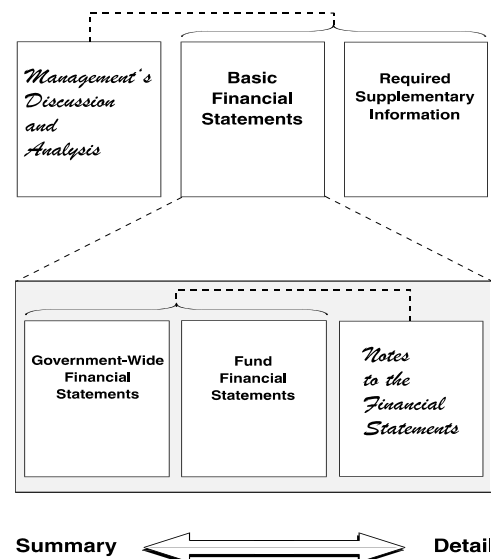 Management's
Discussion
and
Analysis
Basic
Financial
Statements
Required
Supplementary
Information
Government-Wide
Financial
Statements
Fund
Financial
Statements
Notes
to the
Financial
Statements
Summary
Detail